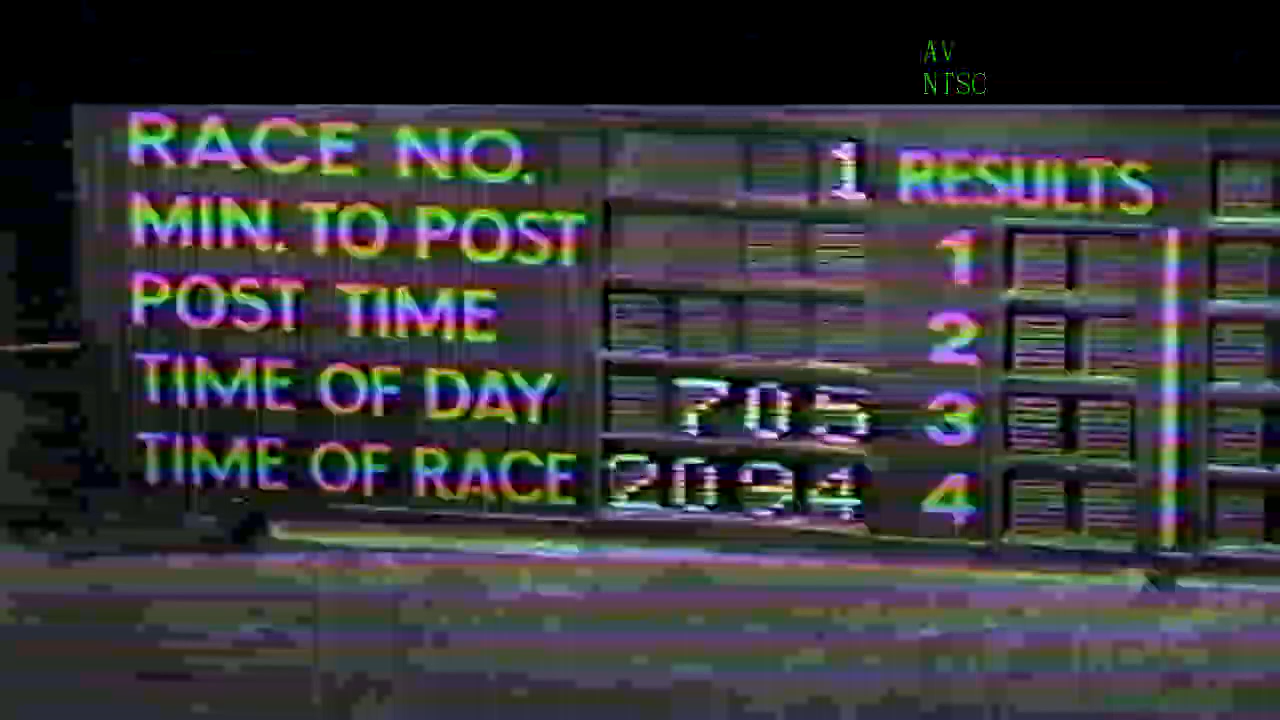 AV
NTSC
RACE NO. 1
MIN. TO POST
POST TIME
TIME OF DAY 705
TIME OF RACE 2094
RESULTS
1
2
3
4